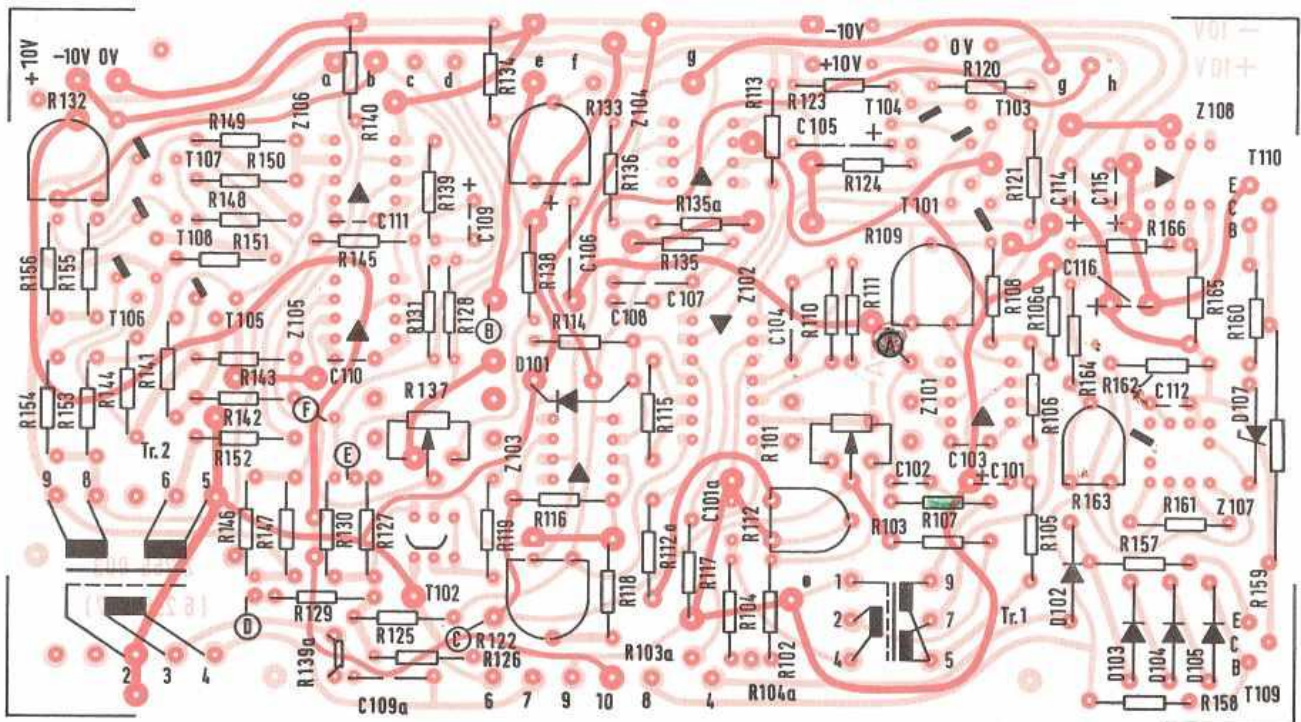 +10V
-10V
0V
R132
a
b
c
d
R134
e
f
g
-10V
+10V
0V
R120
g
h
-10V
+10V
Z106
R140
R133
Z104
R113
R123
T104
T103
C105
+
Z108
T110
R149
T107
R150
R148
R151
T108
R139
+
C109
C111
R145
R136
R135a
R135
R124
R121
C114
C115
+
+
R166
E
C
B
T101
R109
R156
R155
T106
T105
Z105
R131
R128
B
R138
+
C106
C107
C108
Z102
C104
R110
R111
A
R108
R106a
C116
+
R165
R160
R114
D101
R154
R153
R144
R141
R143
C110
R142
F
R137
R115
Z101
R106
R164
R162
C112
D107
Tr.2
R152
E
Z103
R101
C103
9
8
6
5
R146
R147
R130
R127
R119
R116
C101a
R112
C102
+
C101
R107
R103
R105
R163
R161
Z107
R157
R159
R112a
R117
R118
R129
T102
D
R125
C
R122
R126
R139a
C109a
2
3
4
6
7
9
10
8
4
R103a
R104
R102
R104a
e
1
2
4
9
7
5
Tr.1
D102
D103
D104
D105
E
C
B
R158
T109